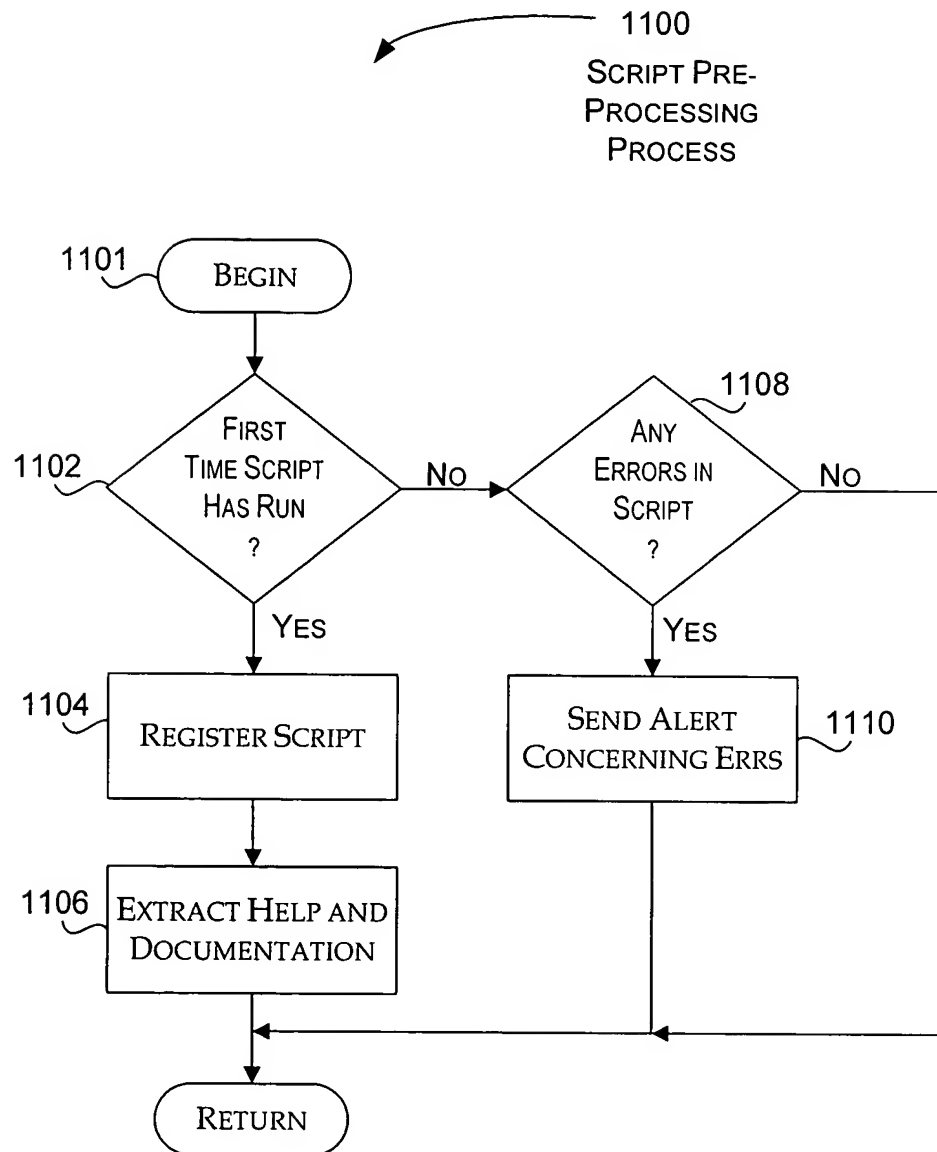 1100
SCRIPT PRE-
PROCESSING
PROCESS
1101
BEGIN
1102
FIRST
TIME SCRIPT
HAS RUN
?
NO
1108
ANY
ERRORS IN
SCRIPT
?
NO
YES
YES
1104
REGISTER SCRIPT
SEND ALERT
CONCERNING ERRS
1110
1106
EXTRACT HELP AND
DOCUMENTATION
RETURN